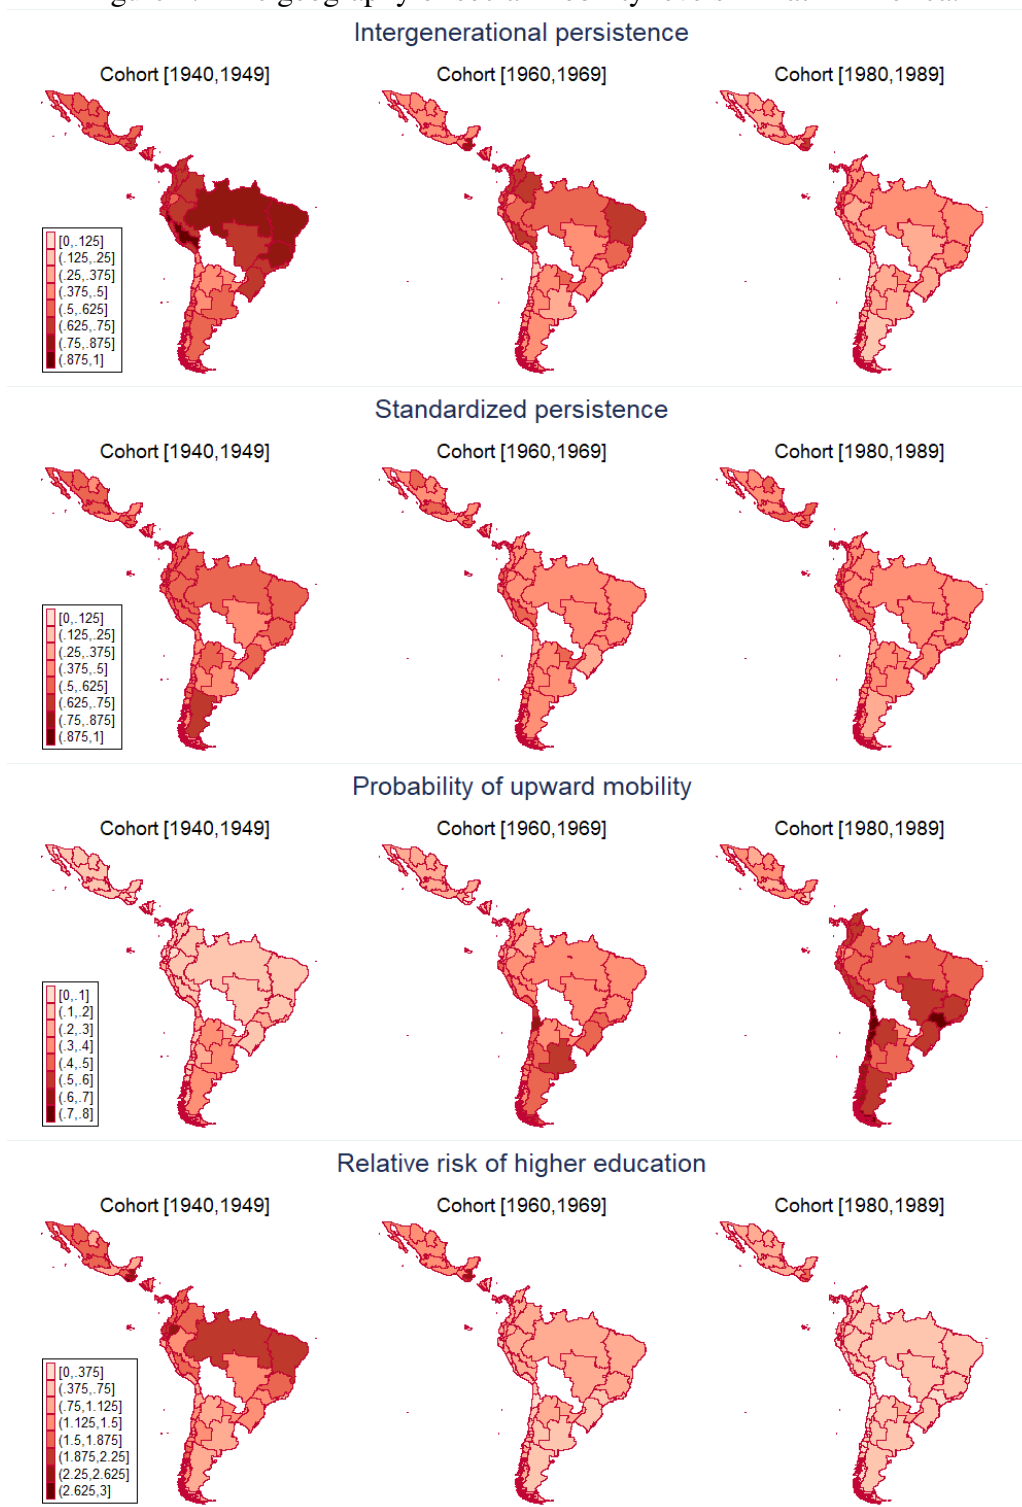 Intergenerational persistence
Cohort [1940,1949]
Cohort [1960,1969]
Cohort [1980,1989]
[0,.125]
(.125,.25]
(.25,.375]
(.375,.5]
(.5,.625]
(.625,.75]
(.75,.875]
(.875,1]
Standardized persistence
Cohort [1940,1949]
Cohort [1960,1969]
Cohort [1980,1989]
[0,.125]
(.125,.25]
(.25,.375]
(.375,.5]
(.5,.625]
(.625,.75]
(.75,.875]
(.875,1]
Probability of upward mobility
Cohort [1940,1949]
Cohort [1960,1969]
Cohort [1980,1989]
[0,.1]
(.1,.2]
(.2,.3]
(.3,.4]
(.4,.5]
(.5,.6]
(.6,.7]
(.7,.8]
Relative risk of higher education
Cohort [1940,1949]
Cohort [1960,1969]
Cohort [1980,1989]
[0,.375]
(.375,.75]
(.75,1.125]
(1.125,1.5]
(1.5,1.875]
(1.875,2.25]
(2.25,2.625]
(2.625,3]